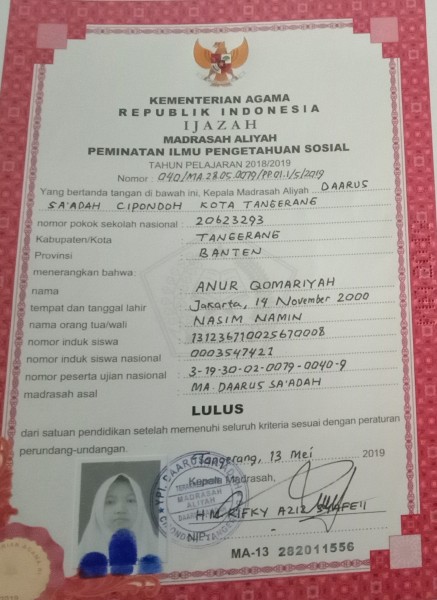 KEMENTERIAN AGAMA
REPUBLIK INDONESIA
IJAZAH
MADRASAH ALIYAH
PEMINATAN ILMU PENGETAHUAN SOSIAL
TAHUN PELAJARAN 2018/2019
Nomor : 040/MA.28.05.0079/PP.01.1/5/2019
Yang bertanda tangan di bawah ini, Kepala Madrasah Aliyah DAARUS
SA'ADAH CIPONDOH KOTA TANGERANG
nomor pokok sekolah nasional : 20623293
Kabupaten/Kota : TANGERANG
Provinsi : BANTEN
menerangkan bahwa:
nama : ANUR QOMARIYAH
tempat dan tanggal lahir : Jakarta, 14 November 2000
nama orang tua/wali : NASIM NAMIN
nomor induk siswa : 131236710025670008
nomor induk siswa nasional : 0003547421
nomor peserta ujian nasional : 3-19-30-02-0079-0040-9
madrasah asal : MA. DAARUS SA'ADAH
LULUS
dari satuan pendidikan setelah memenuhi seluruh kriteria sesuai dengan peraturan
perundang-undangan.
Tangerang, 13 Mei 2019
Kepala Madrasah,
MADRASAH
ALIYAH
H.M. RIFKY AZIZ SYAFEII
NIP.
MA-13 282011556